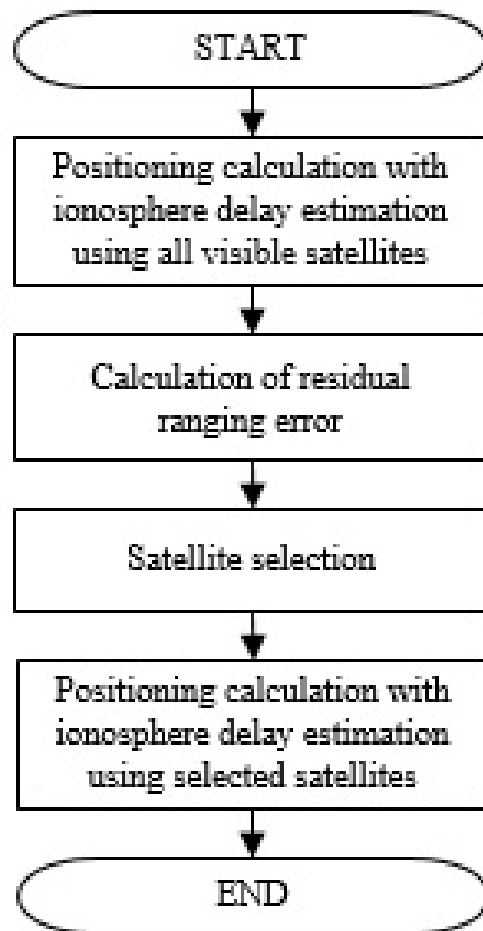 START
Positioning calculation with
ionosphere delay estimation
using all visible satellites
Calculation of residual
ranging error
Satellite selection
Positioning calculation with
ionosphere delay estimation
using selected satellites
END